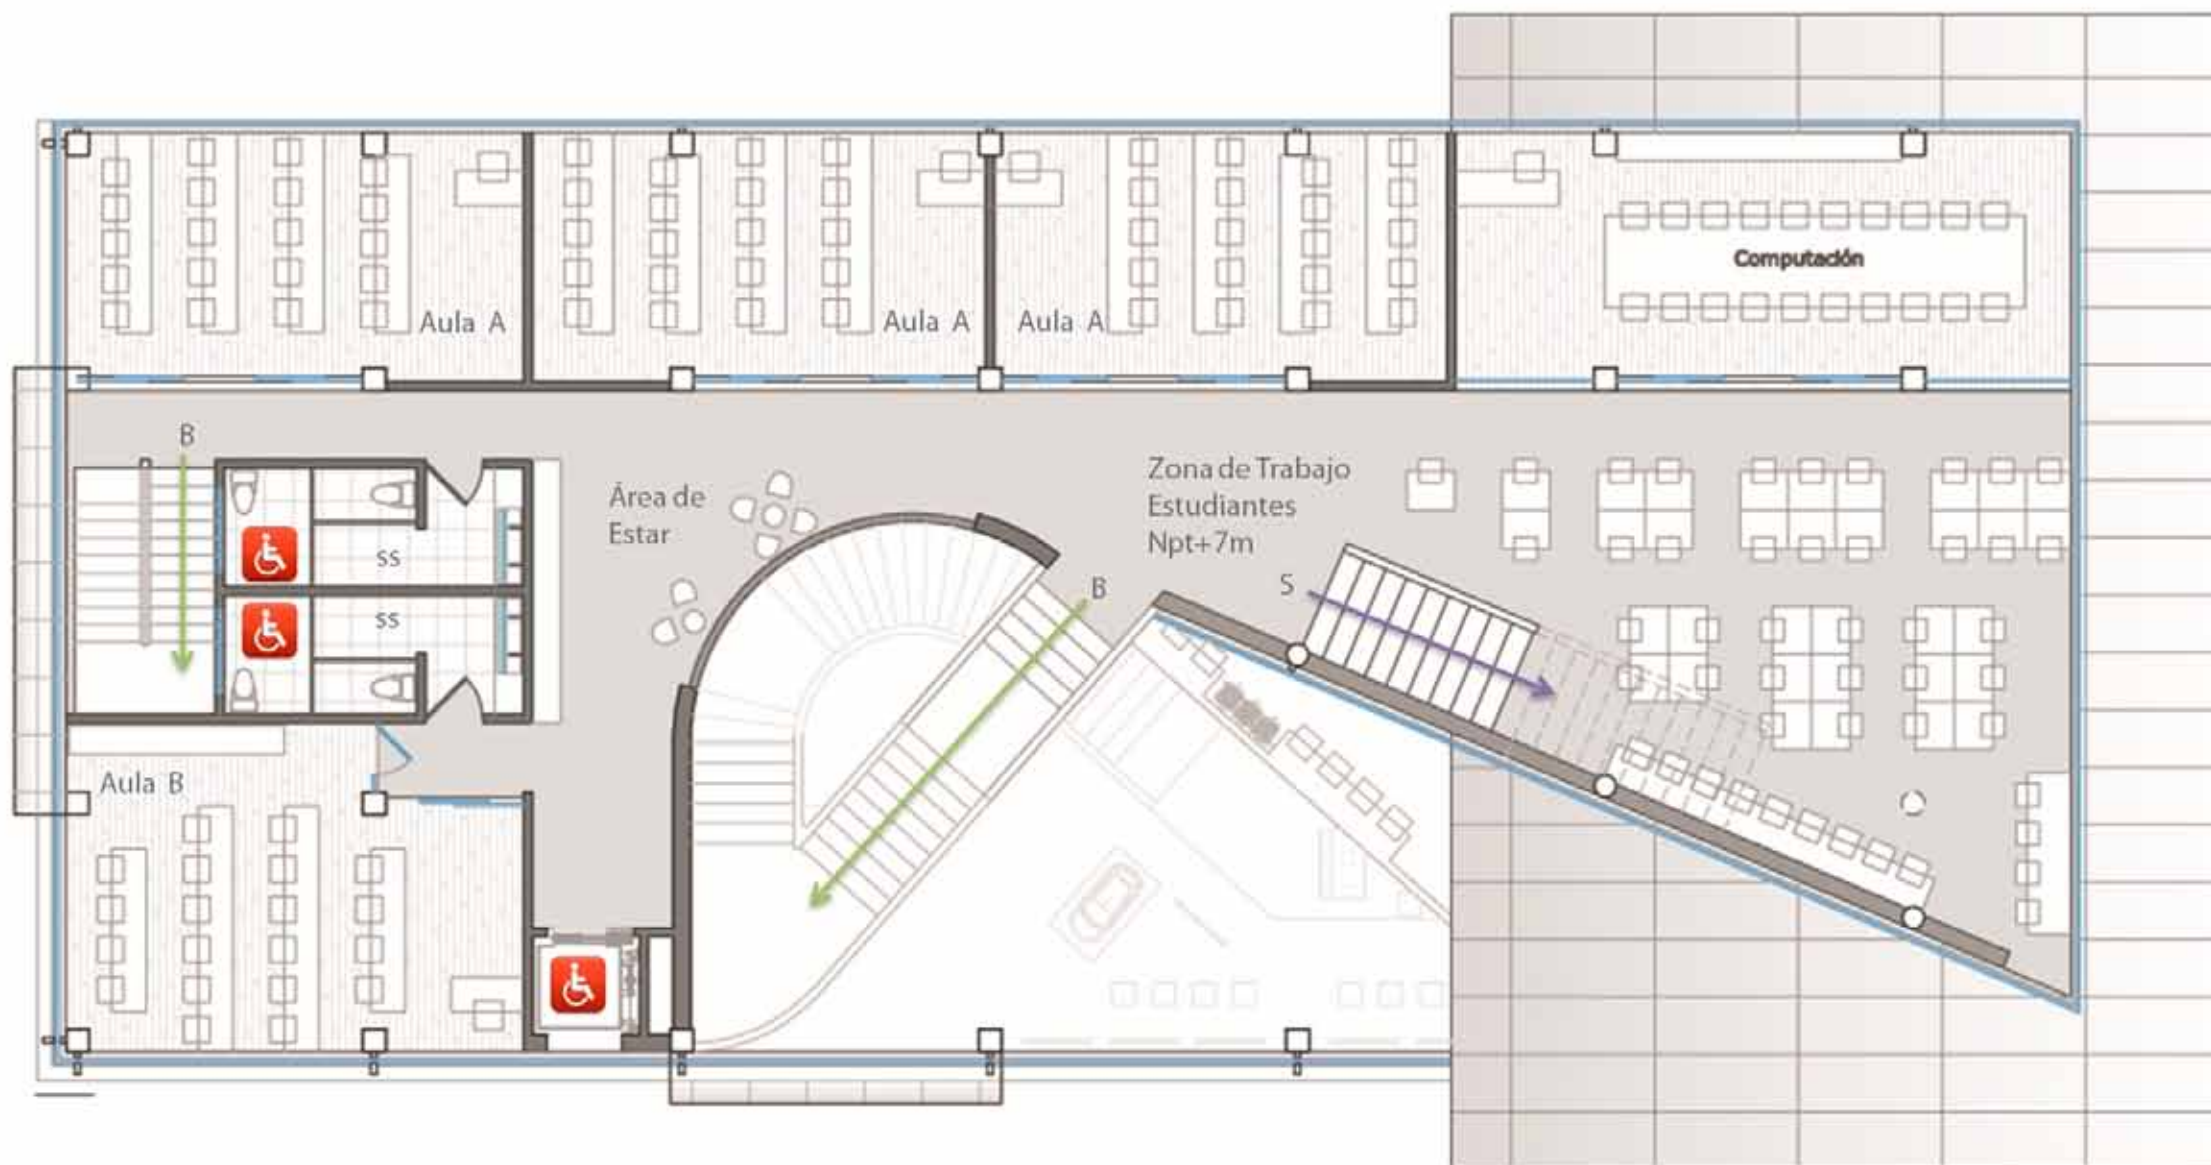 Aula A
Aula A
Aula A
Computación
B
Área de
Estar
Zona de Trabajo
Estudiantes
Npt+7m
ss
ss
B
S
Aula B